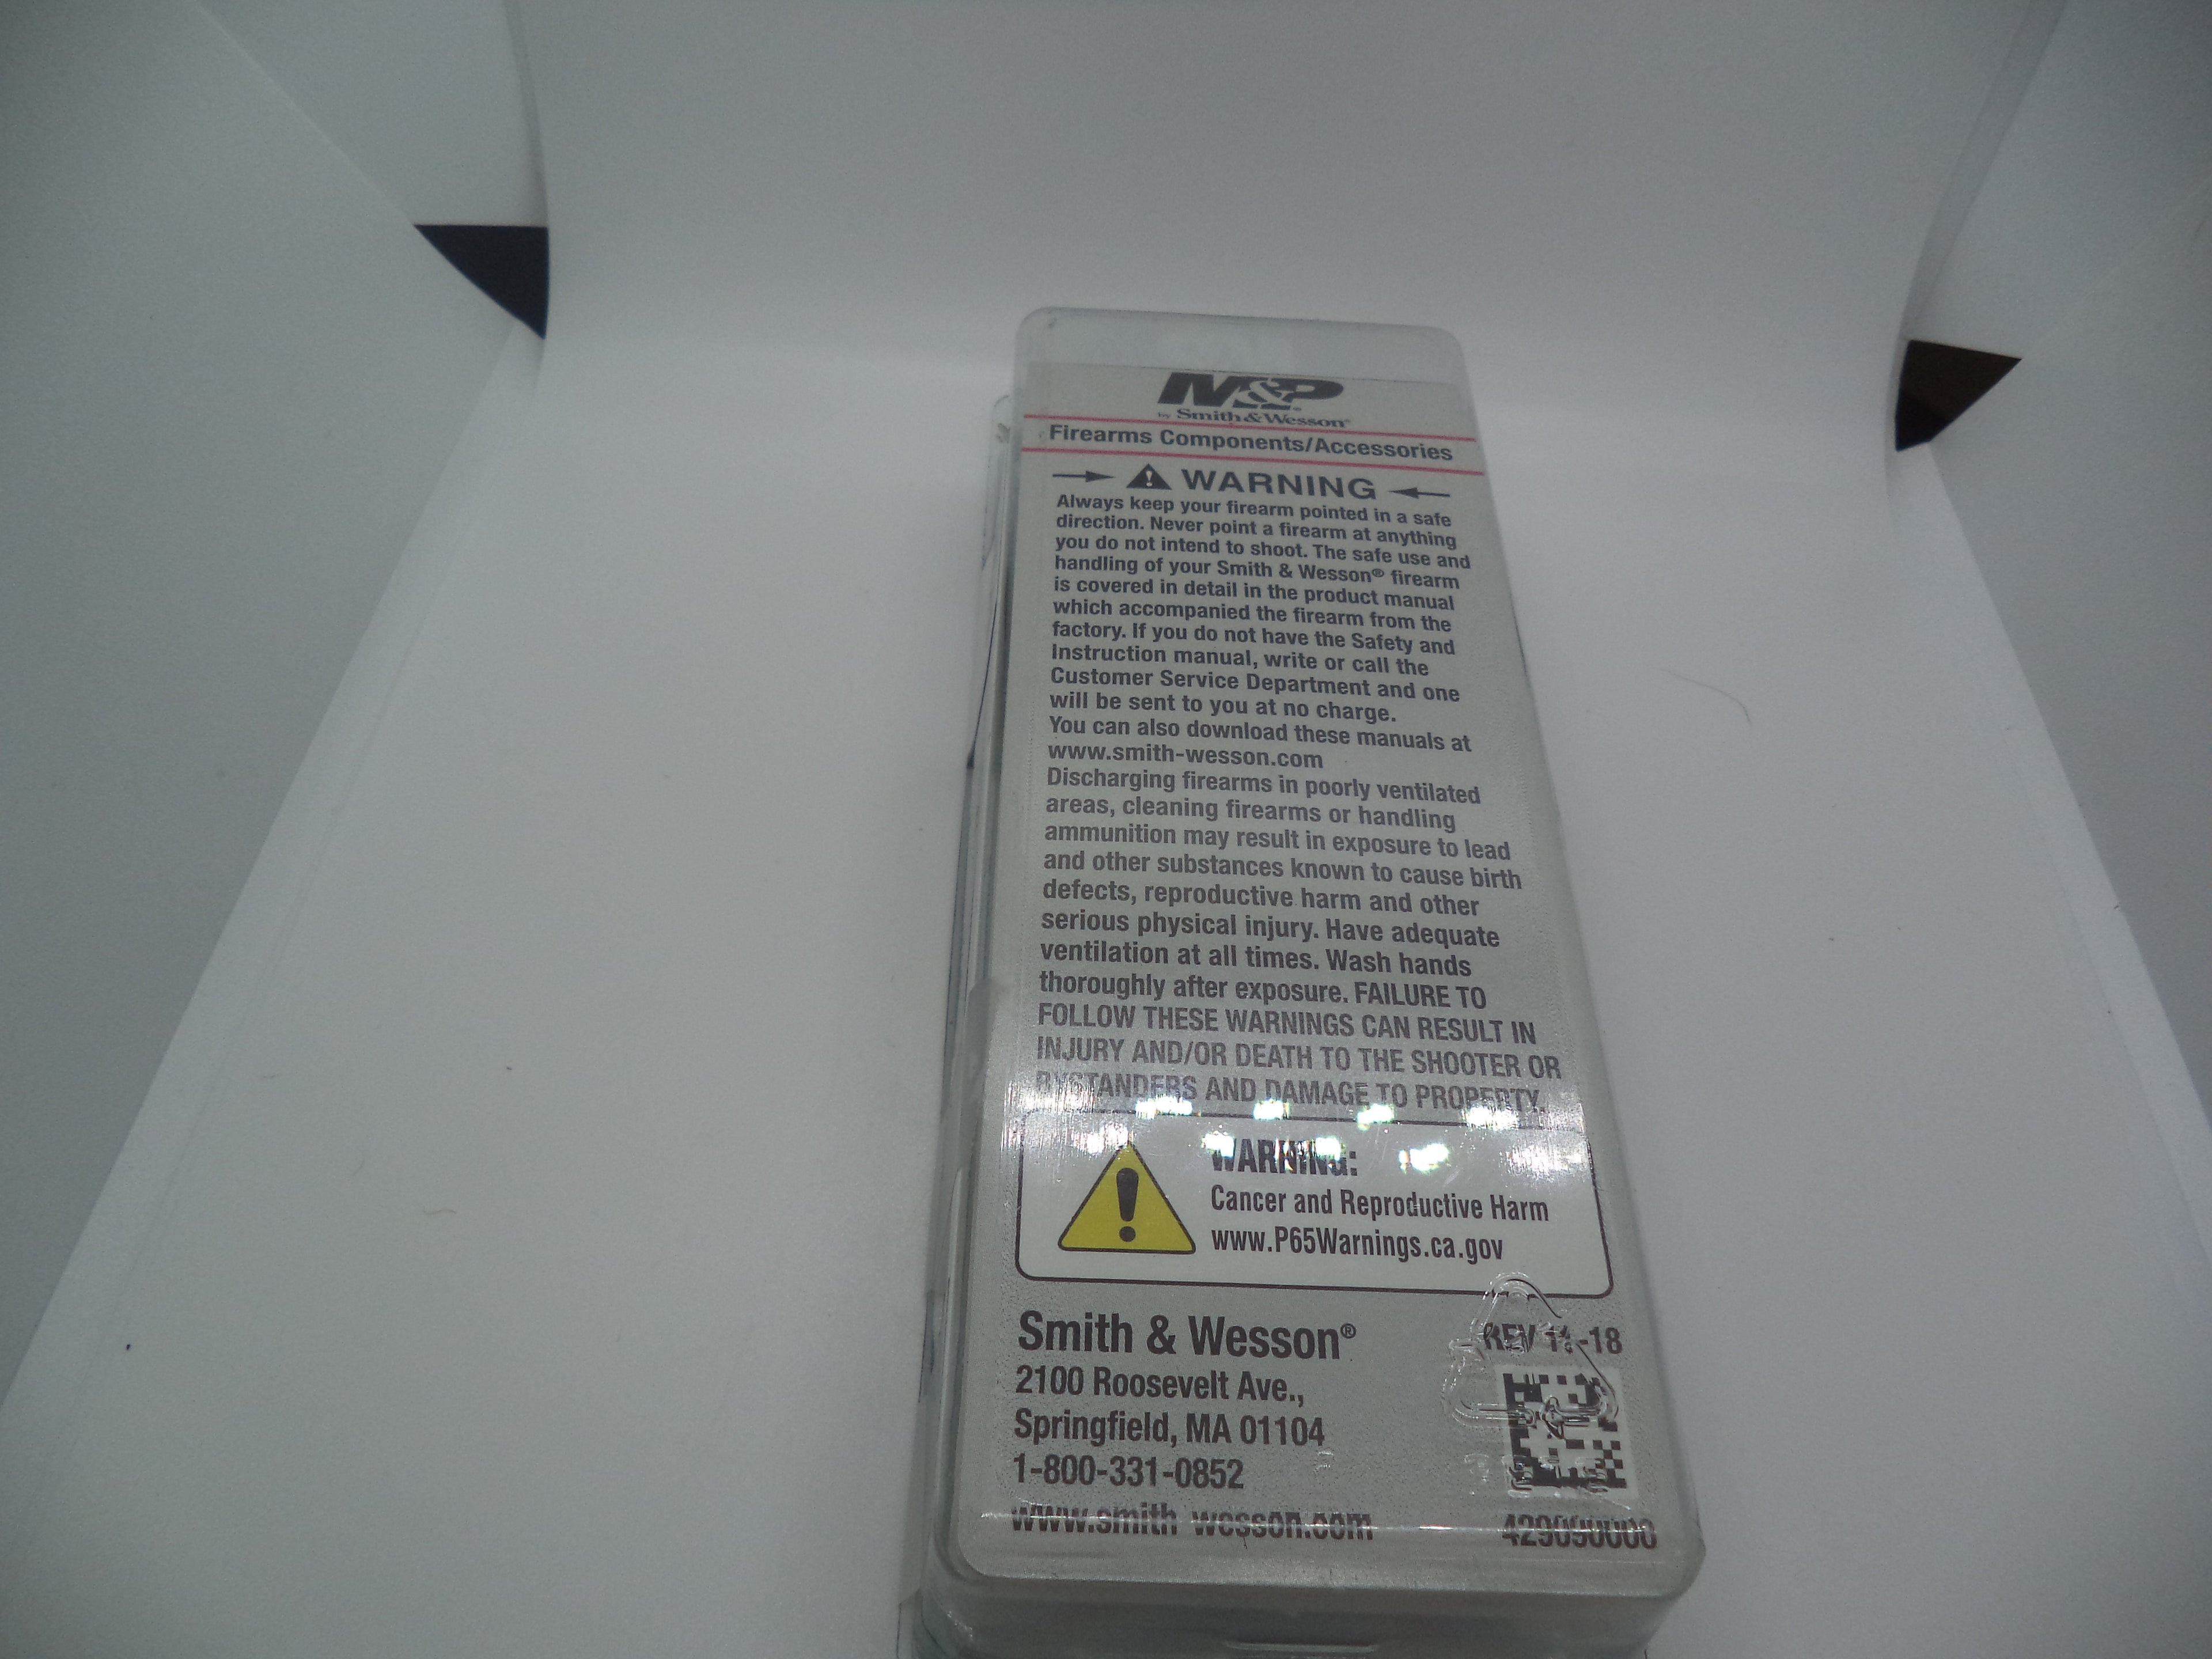 M&P®
by Smith & Wesson®
Firearms Components/Accessories
WARNING
Always keep your firearm pointed in a safe
direction. Never point a firearm at anything
you do not intend to shoot. The safe use and
handling of your Smith & Wesson® firearm
is covered in detail in the product manual
which accompanied the firearm from the
factory. If you do not have the Safety and
Instruction manual, write or call the
Customer Service Department and one
will be sent to you at no charge.
You can also download these manuals at
www.smith-wesson.com
Discharging firearms in poorly ventilated
areas, cleaning firearms or handling
ammunition may result in exposure to lead
and other substances known to cause birth
defects, reproductive harm and other
serious physical injury. Have adequate
ventilation at all times. Wash hands
thoroughly after exposure. FAILURE TO
FOLLOW THESE WARNINGS CAN RESULT IN
INJURY AND/OR DEATH TO THE SHOOTER OR
BYSTANDERS AND DAMAGE TO PROPERTY.
WARNING:
Cancer and Reproductive Harm
www.P65Warnings.ca.gov
Smith & Wesson®
REV 11-18
2100 Roosevelt Ave.,
Springfield, MA 01104
1-800-331-0852
www.smith-wesson.com
429090000